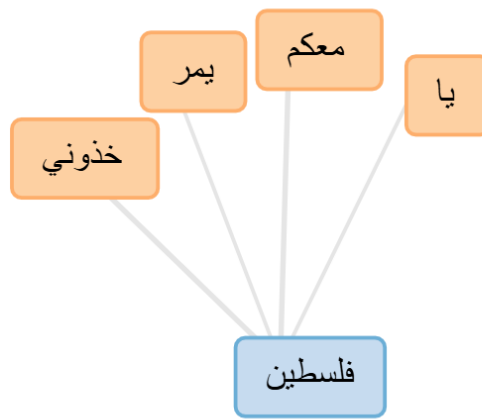 يا
معكم
يمر
خذوني
فلسطين